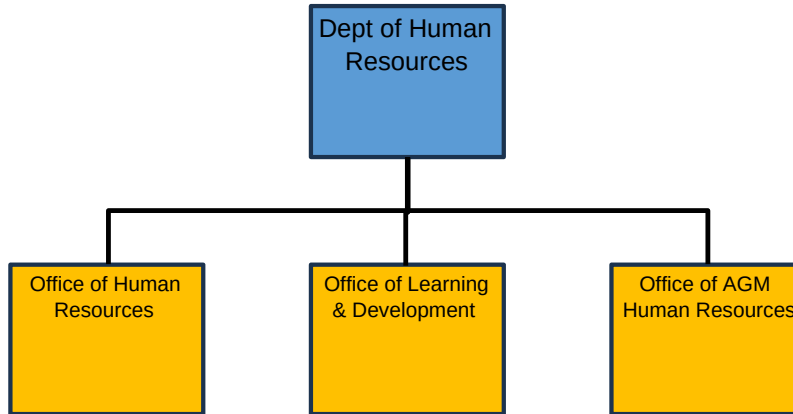 Dept of Human
Resources
Office of Human
Resources
Office of Learning
& Development
Office of AGM
Human Resources